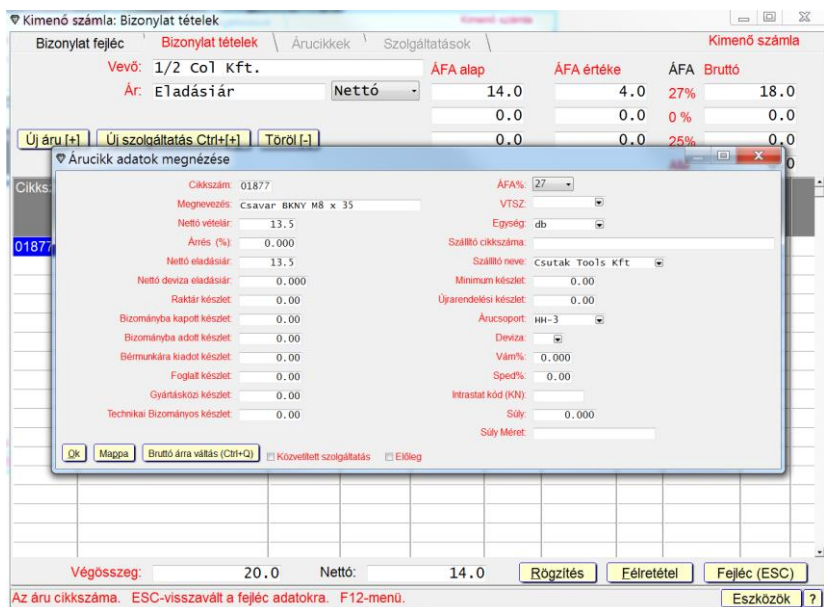 Kimenő számla: Bizonylat tételek
Bizonylat fejléc Bizonylat tételek Árucikkek Szolgáltatások Kimenő számla
Vevő: 1/2 Col Kft. ÁFA alap ÁFA értéke ÁFA Bruttó
Ár: Eladásiár Nettó 14.0 4.0 27% 18.0
0.0 0.0 0 % 0.0
Új áru [+] Új szolgáltatás Ctrl+[+] Töröl [-] 0.0 0.0 25% 0.0
Árucikk adatok megnézése
Cikksz
01877
Cikkszám: 01877 ÁFA%: 27
Megnevezés: Csavar BKNY M8 x 35 VTSZ:
Nettó vételár: 13.5 Egység: db
Árrés (%): 0.000 Szállító cikkszáma:
Nettó eladásiár: 13.5 Szállító neve: Csutak Tools Kft
Nettó deviza eladásiár: 0.000 Minimum készlet: 0.00
Raktár készlet: 0.00 Újrarendelési készlet: 0.00
Bizományba kapott készlet: 0.00 Árucsoport: HH-3
Bizományba adott készlet: 0.00 Deviza:
Bérmunkára kiadot készlet: 0.00 Vám%: 0.000
Foglalt készlet: 0.00 Sped%: 0.00
Gyártásközi készlet: 0.00 Intrastat kód (KN):
Technikai Bizományos készlet: 0.00 Súly: 0.000
Súly Méret:
Ok Mappa Bruttó árra váltás (Ctrl+Q) Közvetített szolgáltatás Előleg
Végösszeg: 20.0 Nettó: 14.0 Rögzítés Félretétel Fejléc (ESC)
Az áru cikkszáma. ESC-visszavált a fejléc adatokra. F12-menü. Eszközök ?